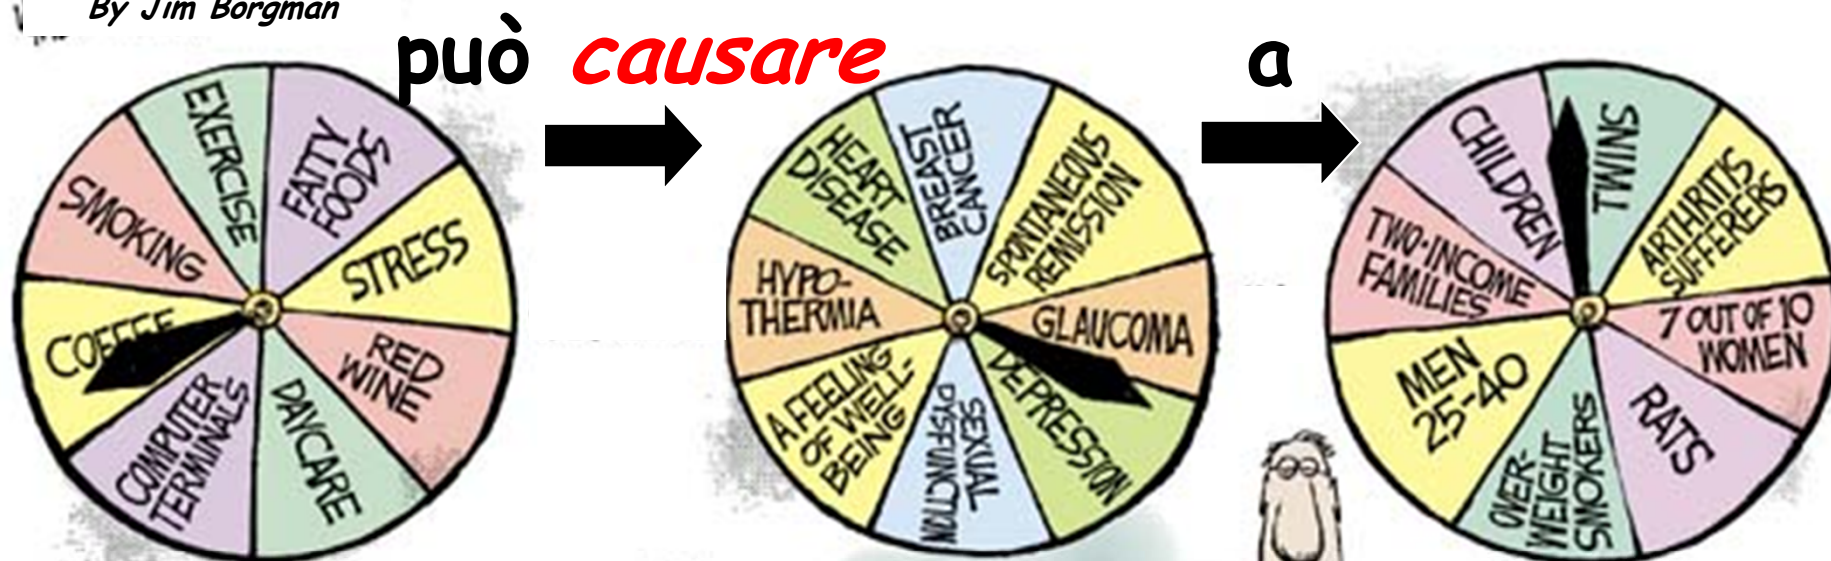 By Jim Borgman
può causare a
EXERCISE
FATTY
FOODS
STRESS
RED
WINE
DAYCARE
COMPUTER
TERMINALS
COFFEE
SMOKING
HEART
DISEASE
BREAST
CANCER
SPONTANEOUS
REMISSION
GLAUCOMA
DEPRESSION
SEXUAL
DYSFUNCTION
A FEELING
OF WELL-
BEING
HYPO-
THERMIA
CHILDREN
TWINS
ARTHRITIS
SUFFERERS
7 OUT OF 10
WOMEN
RATS
OVER-
WEIGHT
SMOKERS
MEN
25-40
TWO-INCOME
FAMILIES